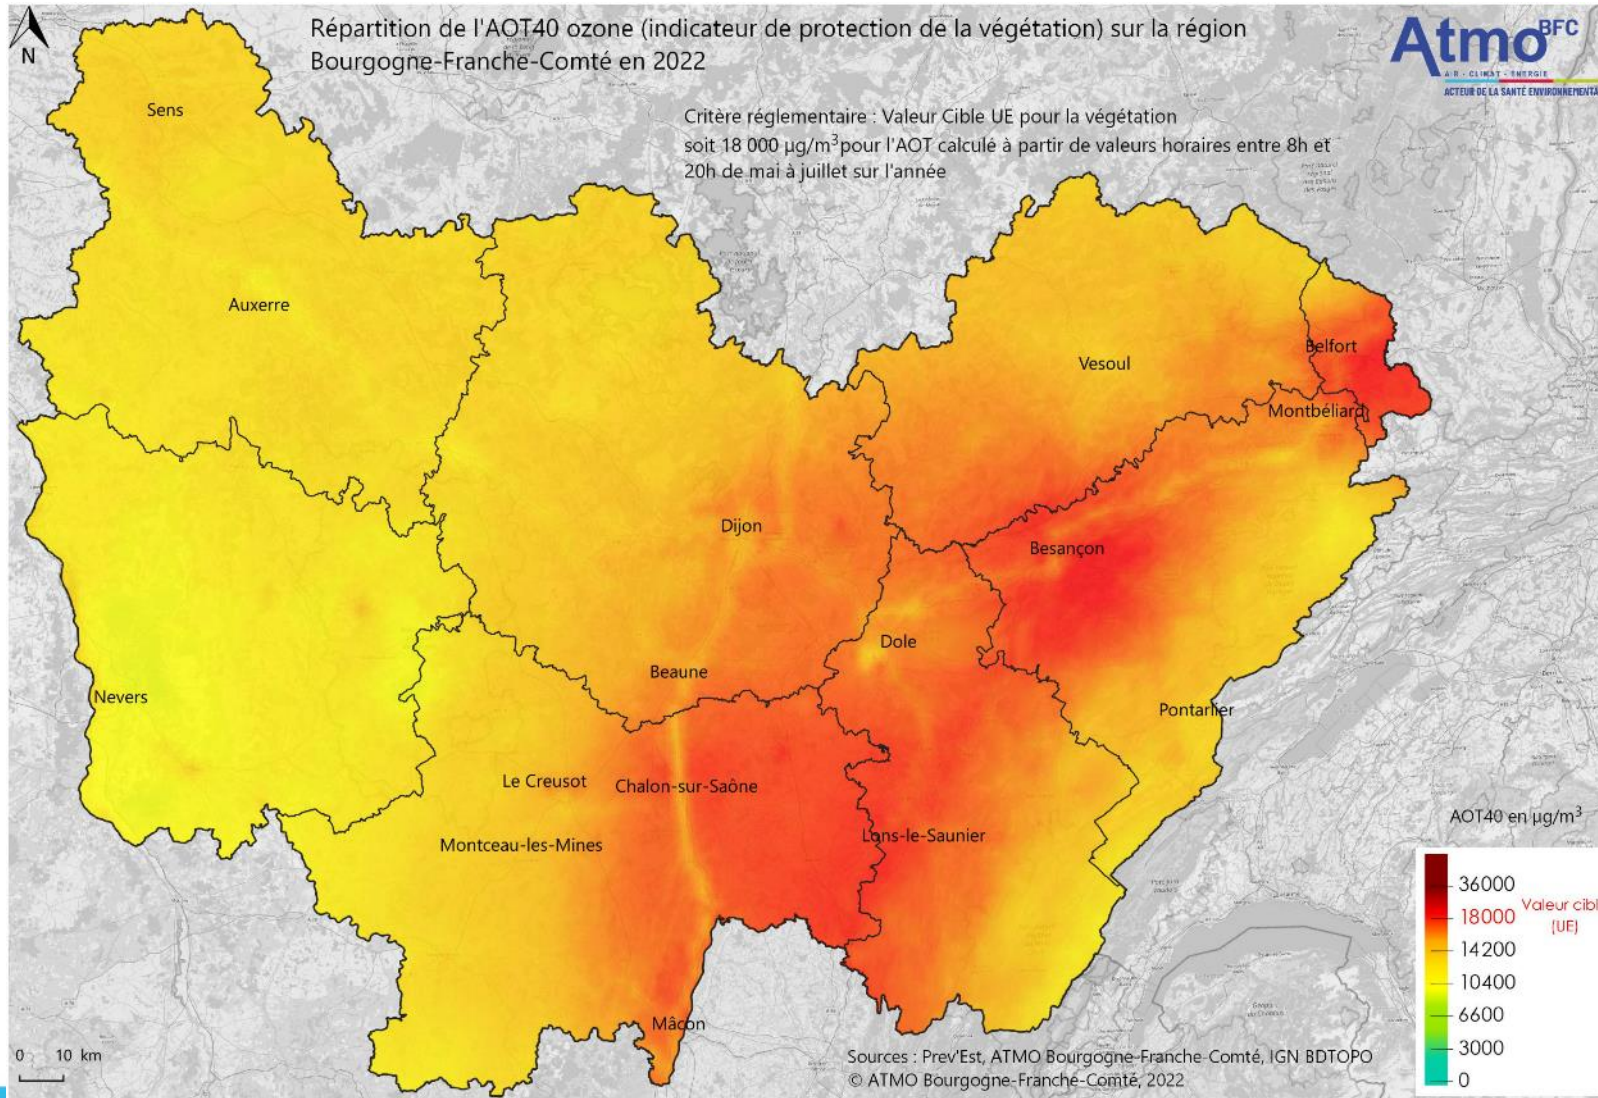 N
Répartition de l'AOT40 ozone (indicateur de protection de la végétation) sur la région
Bourgogne-Franche-Comté en 2022
Atmo BFC
AIR - CLIMAT - ENERGIE
ACTEUR DE LA SANTÉ ENVIRONNEMENTA
Critère réglementaire : Valeur Cible UE pour la végétation
soit 18 000 µg/m³ pour l'AOT calculé à partir de valeurs horaires entre 8h et
20h de mai à juillet sur l'année
Sens
Auxerre
Vesoul
Belfort
Montbéliard
Dijon
Besançon
Dole
Beaune
Nevers
Pontarlier
Le Creusot
Chalon-sur-Saône
Montceau-les-Mines
Lons-le-Saunier
Mâcon
AOT40 en µg/m³
36000
18000 Valeur cibl
(UE)
14200
10400
6600
3000
0
0 10 km
Sources : Prev'Est, ATMO Bourgogne-Franche-Comté, IGN BDTOPO
© ATMO Bourgogne-Franche-Comté, 2022